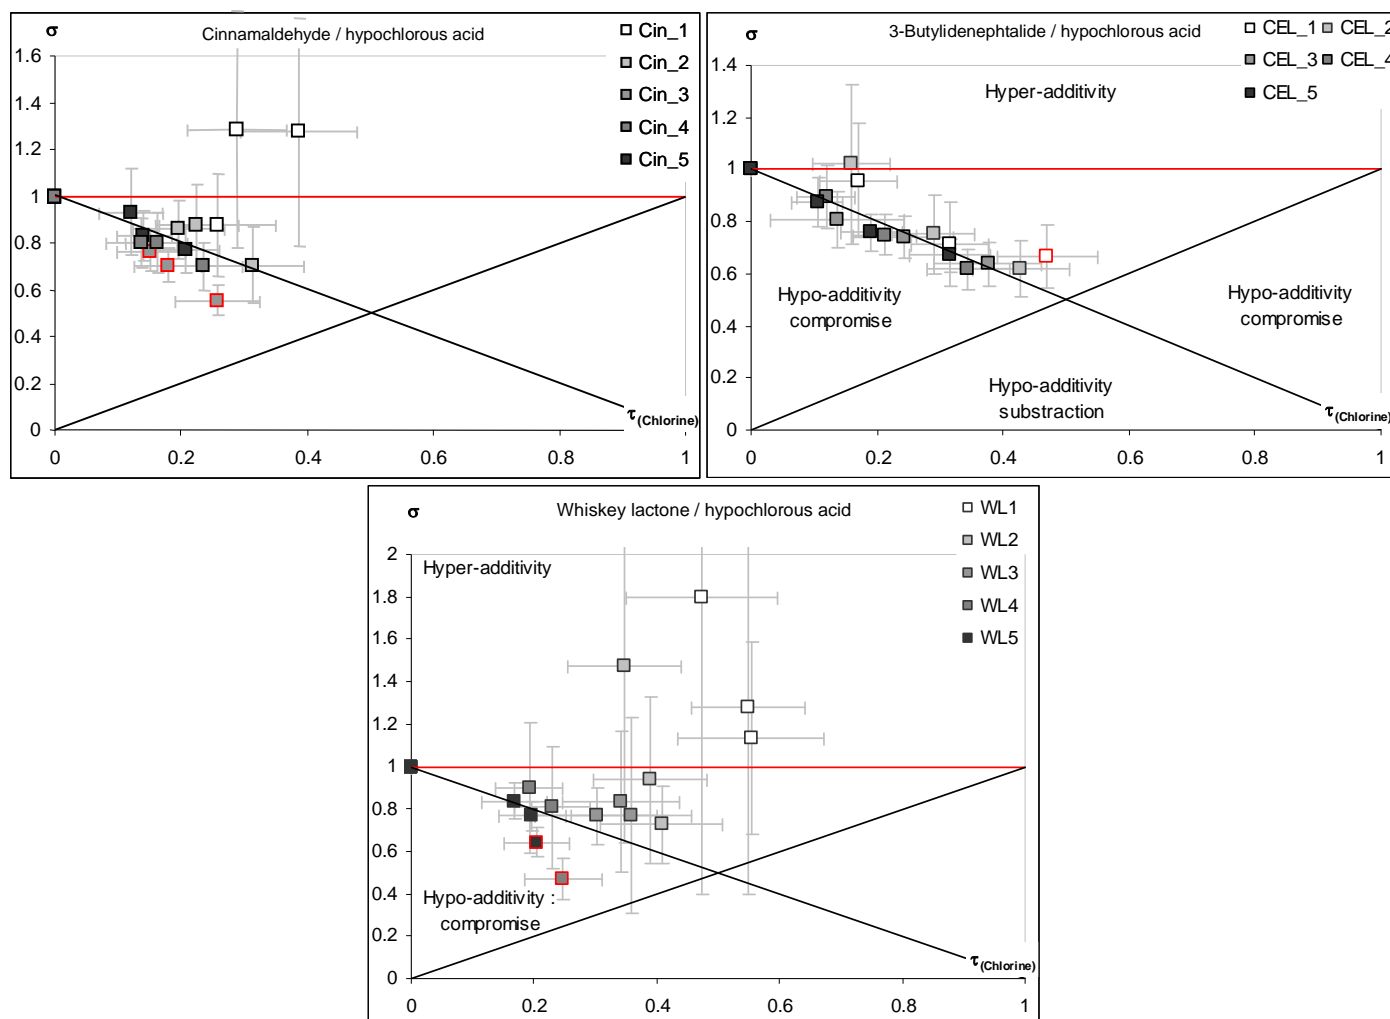 σ
Cinnamaldehyde / hypochlorous acid
Cin_1
Cin_2
Cin_3
Cin_4
Cin_5
1.6
1.4
1.2
1
0.8
0.6
0.4
0.2
0
τ(Chlorine)
0 0.2 0.4 0.6 0.8 1
σ
3-Butylidenephtalide / hypochlorous acid
CEL_1 CEL_2
CEL_3 CEL_4
CEL_5
1.4
1.2
1
0.8
0.6
0.4
0.2
0
Hyper-additivity
Hypo-additivity
compromise
Hypo-additivity
compromise
Hypo-additivity
substraction
τ(Chlorine)
0 0.2 0.4 0.6 0.8 1
σ
Whiskey lactone / hypochlorous acid
WL1
WL2
WL3
WL4
WL5
2
1.8
1.6
1.4
1.2
1
0.8
0.6
0.4
0.2
0
Hyper-additivity
Hypo-additivity :
compromise
τ(Chlorine)
0 0.2 0.4 0.6 0.8 1